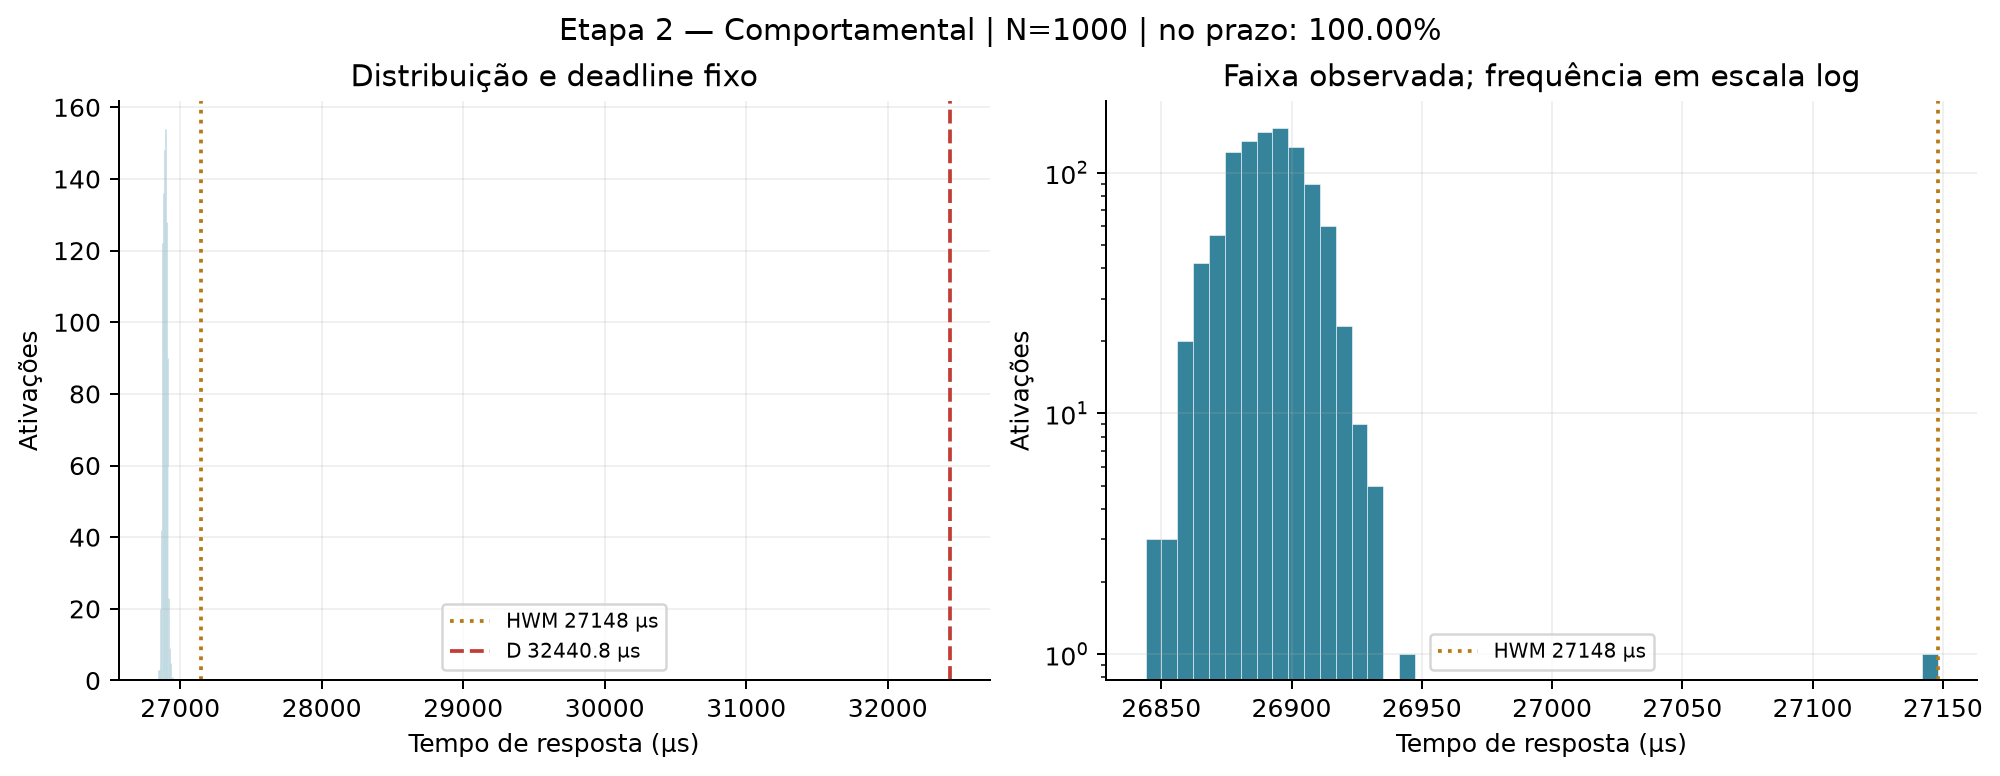 Etapa 2 — Comportamental | N=1000 | no prazo: 100.00%
Distribuição e deadline fixo
160
140
120
100
80
60
40
20
0
Ativações
HWM 27148 µs
D 32440.8 µs
27000 28000 29000 30000 31000 32000
Tempo de resposta (µs)
Faixa observada; frequência em escala log
10²
10¹
10⁰
Ativações
HWM 27148 µs
26850 26900 26950 27000 27050 27100 27150
Tempo de resposta (µs)